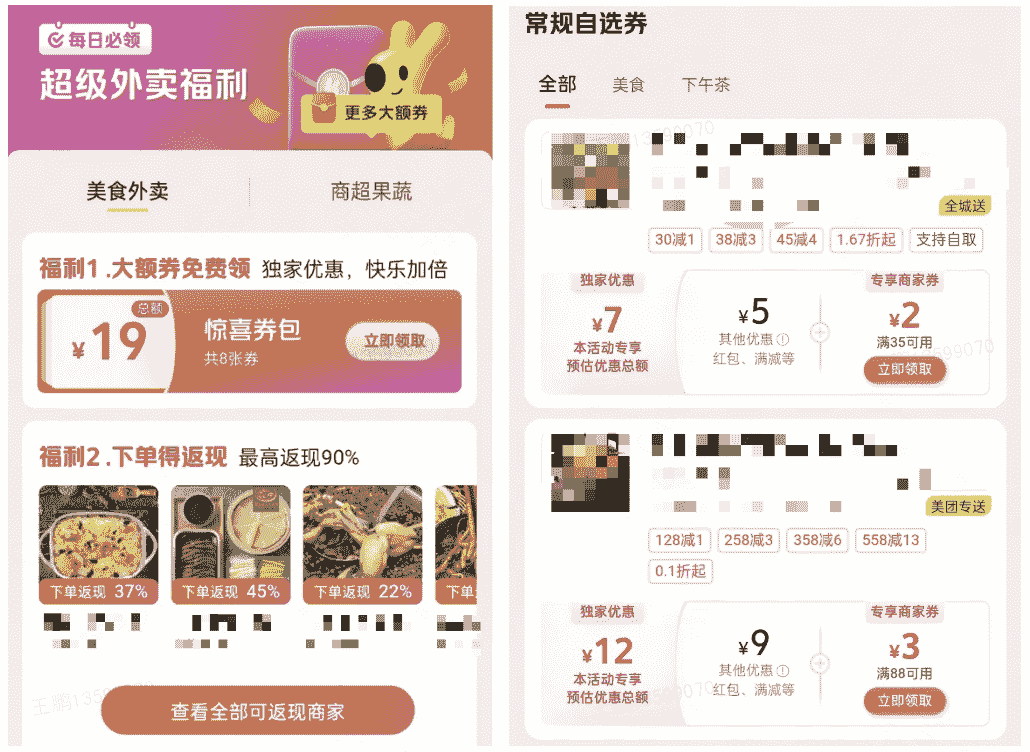 每日必领
超级外卖福利
更多大额券
美食外卖
商超果蔬
福利1.大额券免费领 独家优惠，快乐加倍
总额
¥19
惊喜券包
共8张券
立即领取
福利2.下单得返现 最高返现90%
下单返现 37%
下单返现 45%
下单返现 22%
下单
查看全部可返现商家
常规自选券
全部 美食 下午茶
全城送
30减1 38减3 45减4 1.67折起 支持自取
独家优惠
¥7
本活动专享
预估优惠总额
¥5
其他优惠
红包、满减等
专享商家券
¥2
满35可用
立即领取
美团专送
128减1 258减3 358减6 558减13
0.1折起
独家优惠
¥12
本活动专享
预估优惠总额
¥9
其他优惠
红包、满减等
专享商家券
¥3
满88可用
立即领取